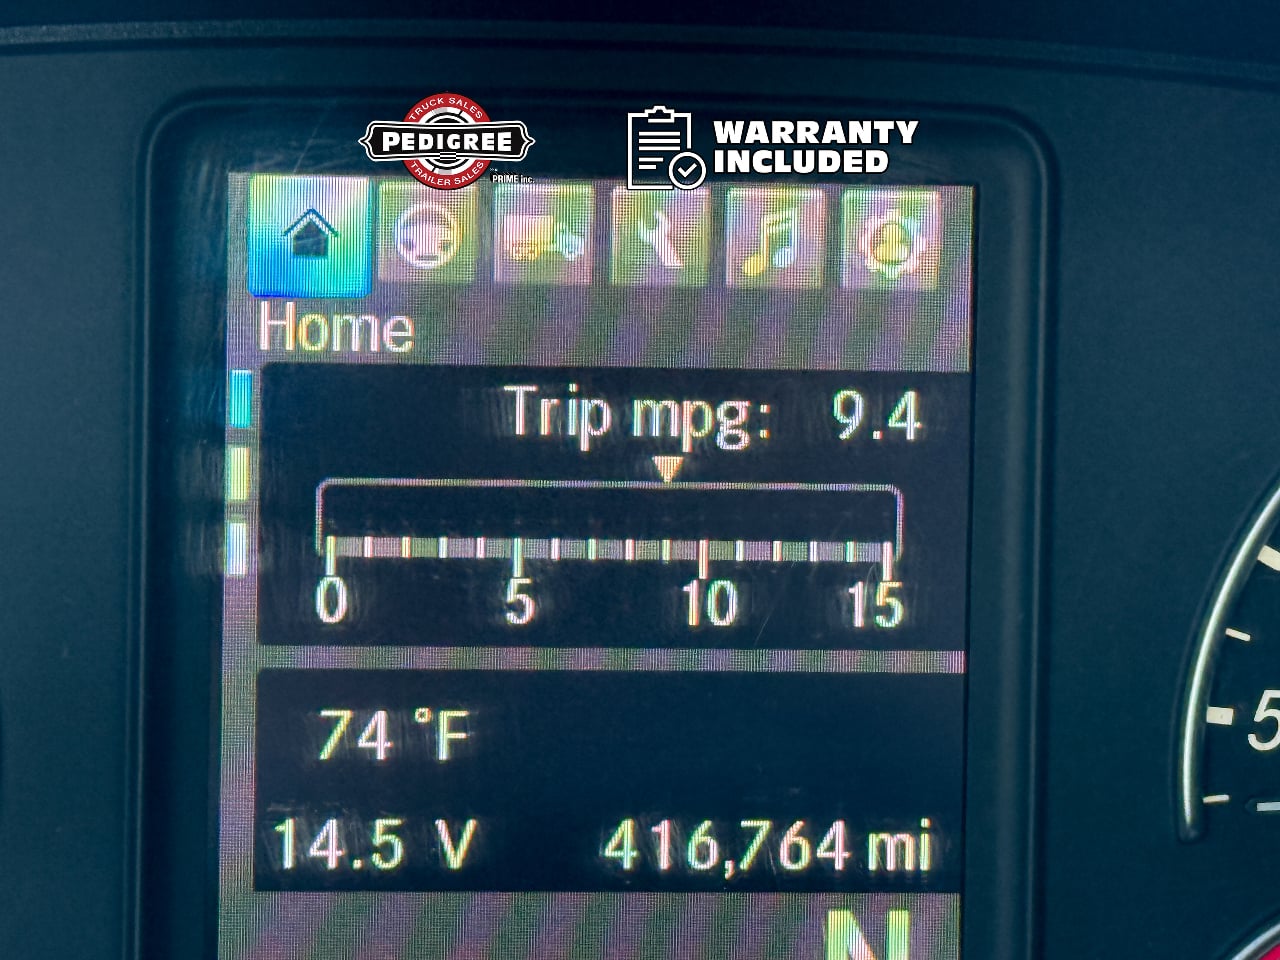 TRUCK SALES
PEDIGREE
TRAILER SALES
PRIME inc.
WARRANTY
INCLUDED
Home
Trip mpg: 9.4
0 5 10 15
74 °F
14.5 V 416,764 mi
N
5